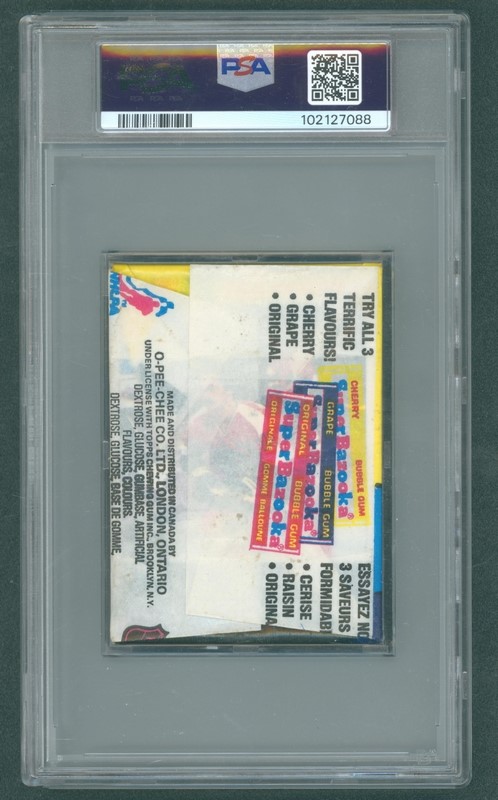 PSA
102127088
NHLPA
TRY ALL 3
TERRIFIC
FLAVOURS!
• CHERRY
• GRAPE
• ORIGINAL
CHERRY BUBBLE GUM
Super Bazooka®
GRAPE BUBBLE GUM
Super Bazooka®
ORIGINAL BUBBLE GUM
Super Bazooka®
ORIGINALE GOMME BALLOUNE
ESSAYEZ NO
3 SAVEURS
FORMIDAB
• CERISE
• RAISIN
• ORIGINA
MADE AND DISTRIBUTED IN CANADA BY
O-PEE-CHEE CO. LTD., LONDON, ONTARIO
UNDER LICENSE WITH TOPPS CHEWING GUM INC., BROOKLYN, N.Y.
DEXTROSE, GLUCOSE, GUMBASE, ARTIFICIAL
FLAVOURS, COLOURS.
DEXTROSE, GLUCOSE, BASE DE GOMME,